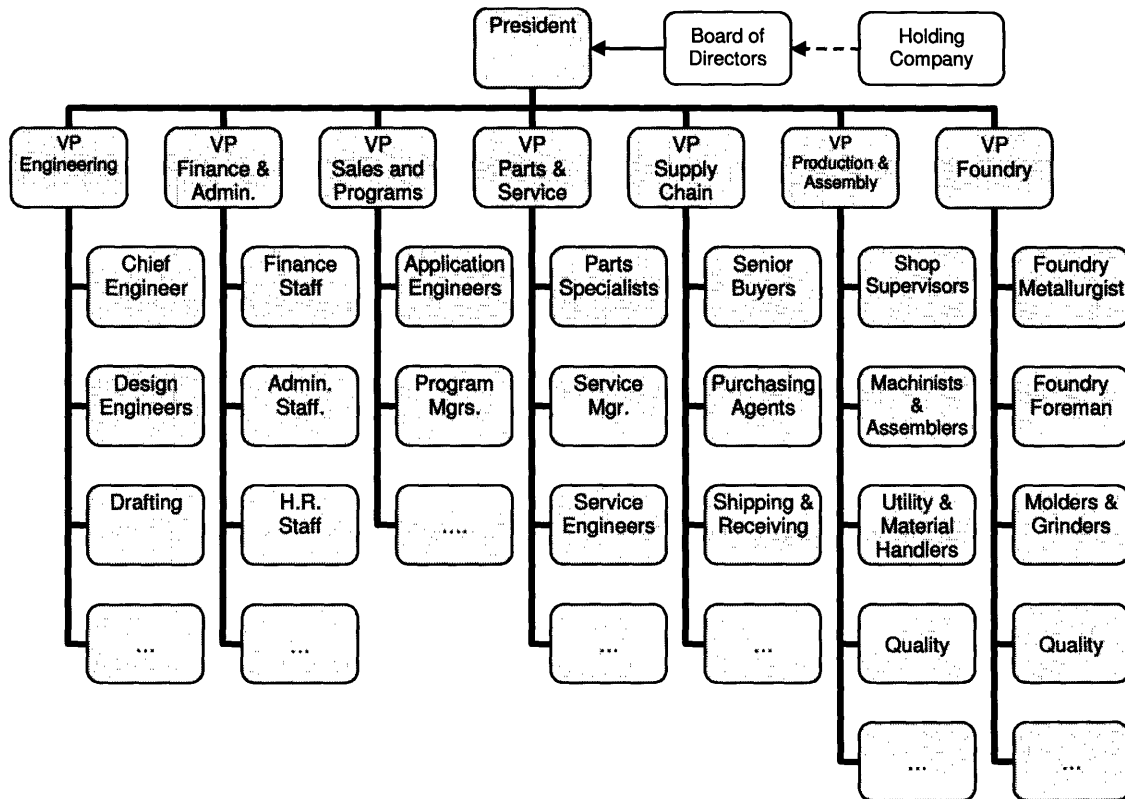 President
Board of
Directors
Holding
Company
VP
Engineering
VP
Finance &
Admin.
VP
Sales and
Programs
VP
Parts &
Service
VP
Supply
Chain
VP
Production &
Assembly
VP
Foundry
Chief
Engineer
Finance
Staff
Application
Engineers
Parts
Specialists
Senior
Buyers
Shop
Supervisors
Foundry
Metallurgist
Design
Engineers
Admin.
Staff.
Program
Mgrs.
Service
Mgr.
Purchasing
Agents
Machinists
&
Assemblers
Foundry
Foreman
Drafting
H.R.
Staff
....
Service
Engineers
Shipping &
Receiving
Utility &
Material
Handlers
Molders &
Grinders
...
...
...
...
Quality
Quality
...
...